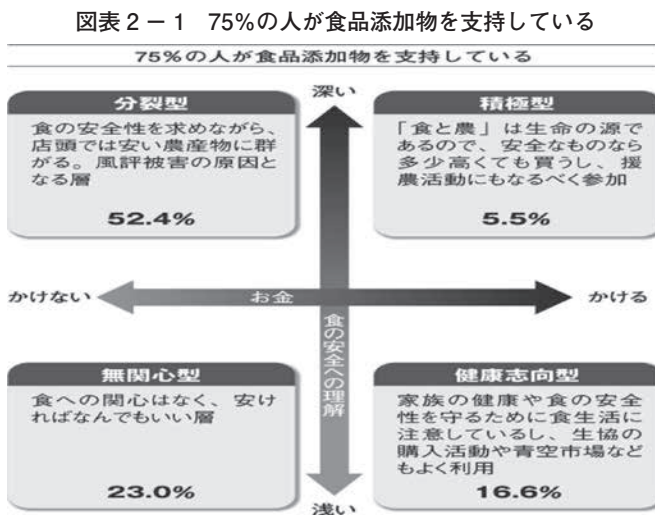 図表2－1　75%の人が食品添加物を支持している
75%の人が食品添加物を支持している
深い
分裂型
食の安全性を求めながら、
店頭では安い農産物に群
がる。風評被害の原因と
なる層
52.4%
積極型
「食と農」は生命の源で
あるので、安全なものなら
多少高くても買うし、援
農活動にもなるべく参加
5.5%
かけない
お金
かける
食の安全への理解
無関心型
食への関心はなく、安け
ればなんでもいい層
23.0%
健康志向型
家族の健康や食の安全
性を守るために食生活に
注意しているし、生協の
購入活動や青空市場など
もよく利用
16.6%
浅い